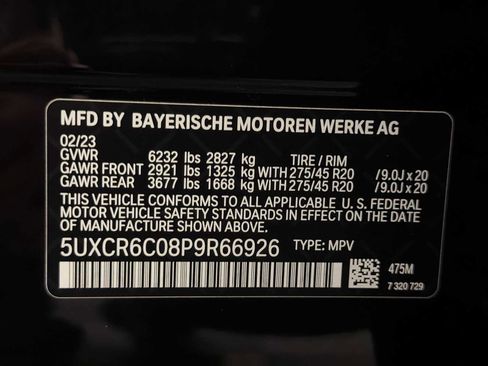 MFD BY BAYERISCHE MOTOREN WERKE AG
02/23
GVWR 6232 lbs 2827 kg TIRE / RIM
GAWR FRONT 2921 lbs 1325 kg WITH 275/45 R20 / 9.0J x 20
GAWR REAR 3677 lbs 1668 kg WITH 275/45 R20 / 9.0J x 20
THIS VEHICLE CONFORMS TO ALL APPLICABLE U. S. FEDERAL
MOTOR VEHICLE SAFETY STANDARDS IN EFFECT ON THE DATE
OF MANUFACTURE SHOWN ABOVE.
5UXCR6C08P9R66926 TYPE: MPV
475M
7 320 729